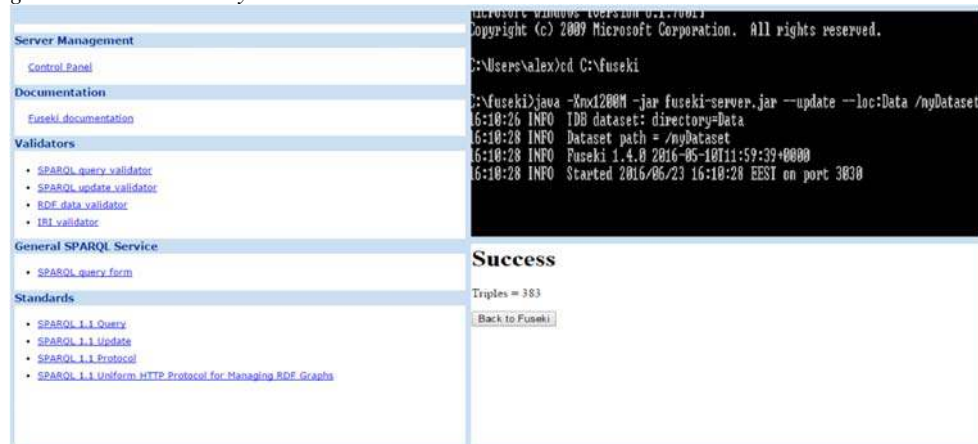 Server Management
Control Panel
Documentation
Fuseki documentation
Validators
SPARQL query validator
SPARQL update validator
RDF data validator
IRI validator
General SPARQL Service
SPARQL query form
Standards
SPARQL 1.1 Query
SPARQL 1.1 Update
SPARQL 1.1 Protocol
SPARQL 1.1 Uniform HTTP Protocol for Managing RDF Graphs
Copyright (c) 2009 Microsoft Corporation. All rights reserved.
C:\Users\alex>cd C:\fuseki
C:\fuseki>java -Xmx1200M -jar fuseki-server.jar --update --loc:Data /myDataset
16:10:26 INFO TDB dataset: directory=Data
16:10:28 INFO Dataset path = /myDataset
16:10:28 INFO Fuseki 1.4.0 2016-05-10T11:59:39+0000
16:10:28 INFO Started 2016/06/23 16:10:28 EEST on port 3030
Success
Triples = 383
Back to Fuseki